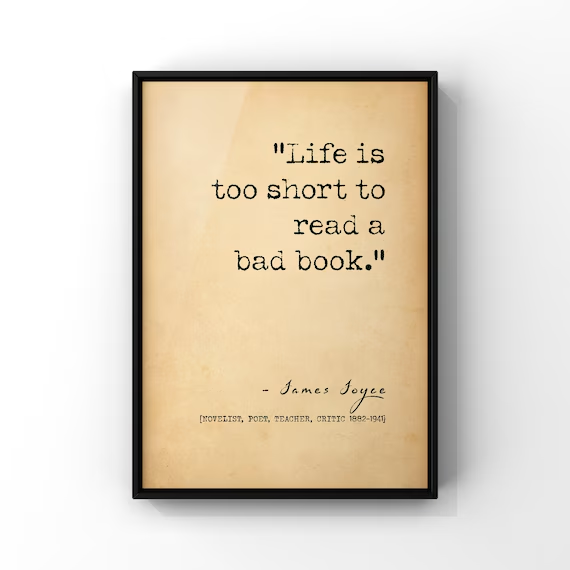 "Life is
too short to
read a
bad book."
- James Joyce
[NOVELIST, POET, TEACHER, CRITIC 1882-1941]